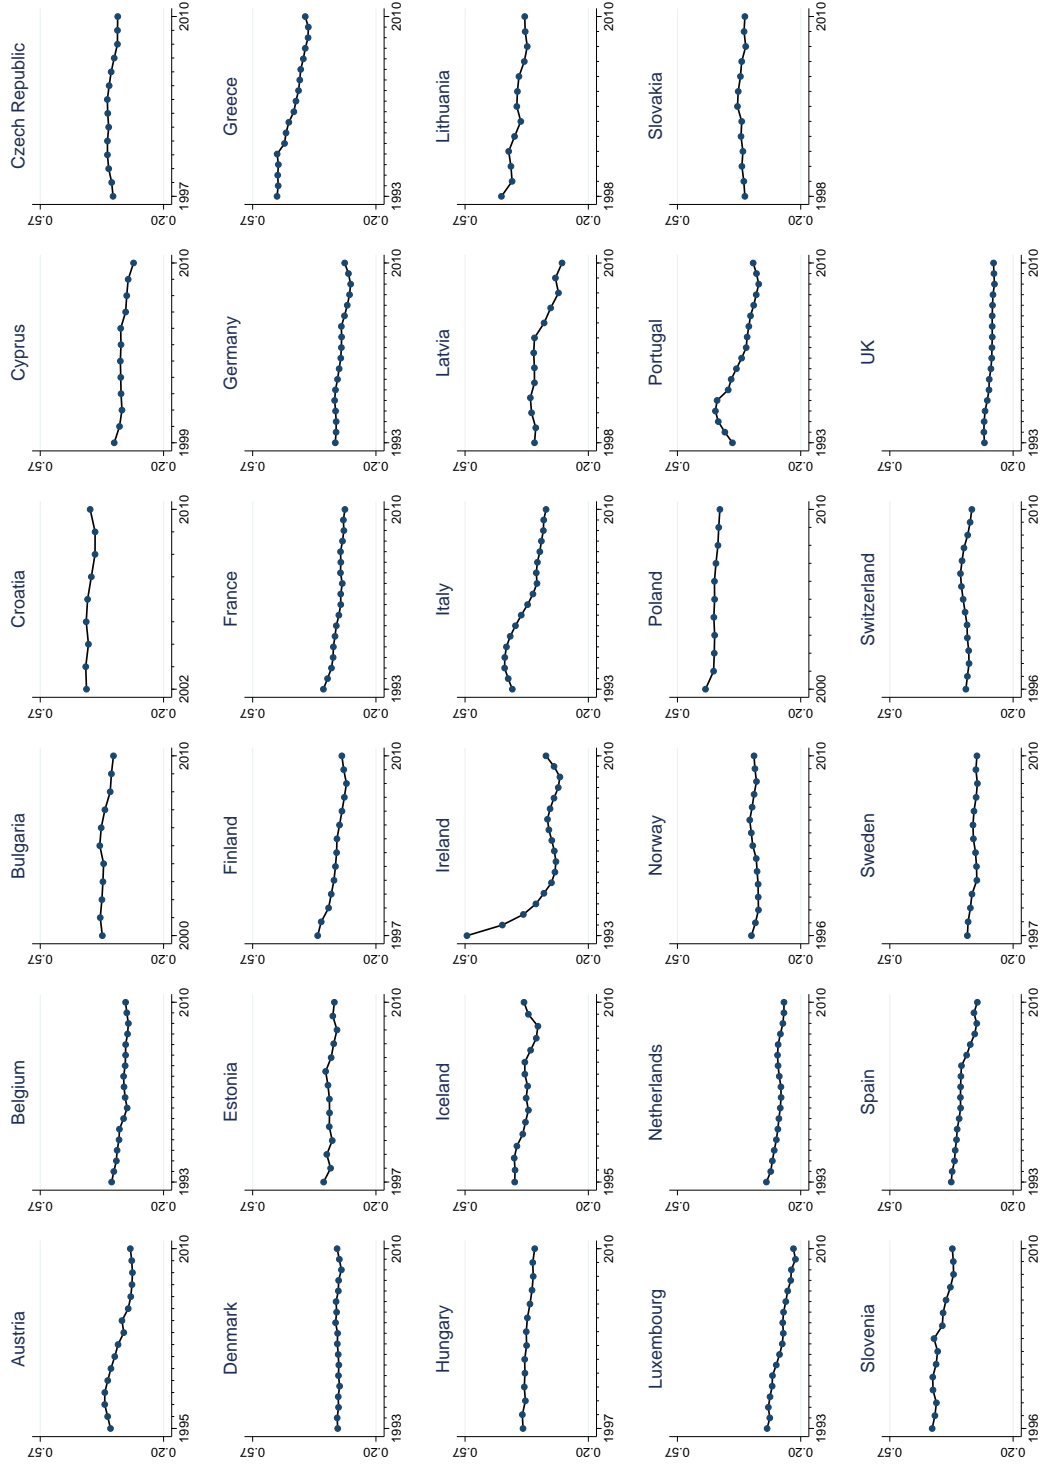 Austria Belgium Bulgaria Croatia Cyprus Czech Republic
0.57 0.57 0.57 0.57 0.57 0.57
0.20 0.20 0.20 0.20 0.20 0.20
1995 2010 1993 2010 2000 2010 2002 2010 1999 2010 1997 2010
Denmark Estonia Finland France Germany Greece
0.57 0.57 0.57 0.57 0.57 0.57
0.20 0.20 0.20 0.20 0.20 0.20
1993 2010 1997 2010 1997 2010 1993 2010 1993 2010 1993 2010
Hungary Iceland Ireland Italy Latvia Lithuania
0.57 0.57 0.57 0.57 0.57 0.57
0.20 0.20 0.20 0.20 0.20 0.20
1997 2010 1995 2010 1993 2010 1993 2010 1998 2010 1998 2010
Luxembourg Netherlands Norway Poland Portugal Slovakia
0.57 0.57 0.57 0.57 0.57 0.57
0.20 0.20 0.20 0.20 0.20 0.20
1993 2010 1993 2010 1996 2010 2000 2010 1993 2010 1998 2010
Slovenia Spain Sweden Switzerland UK
0.57 0.57 0.57 0.57 0.57
0.20 0.20 0.20 0.20 0.20
1996 2010 1993 2010 1997 2010 1996 2010 1993 2010